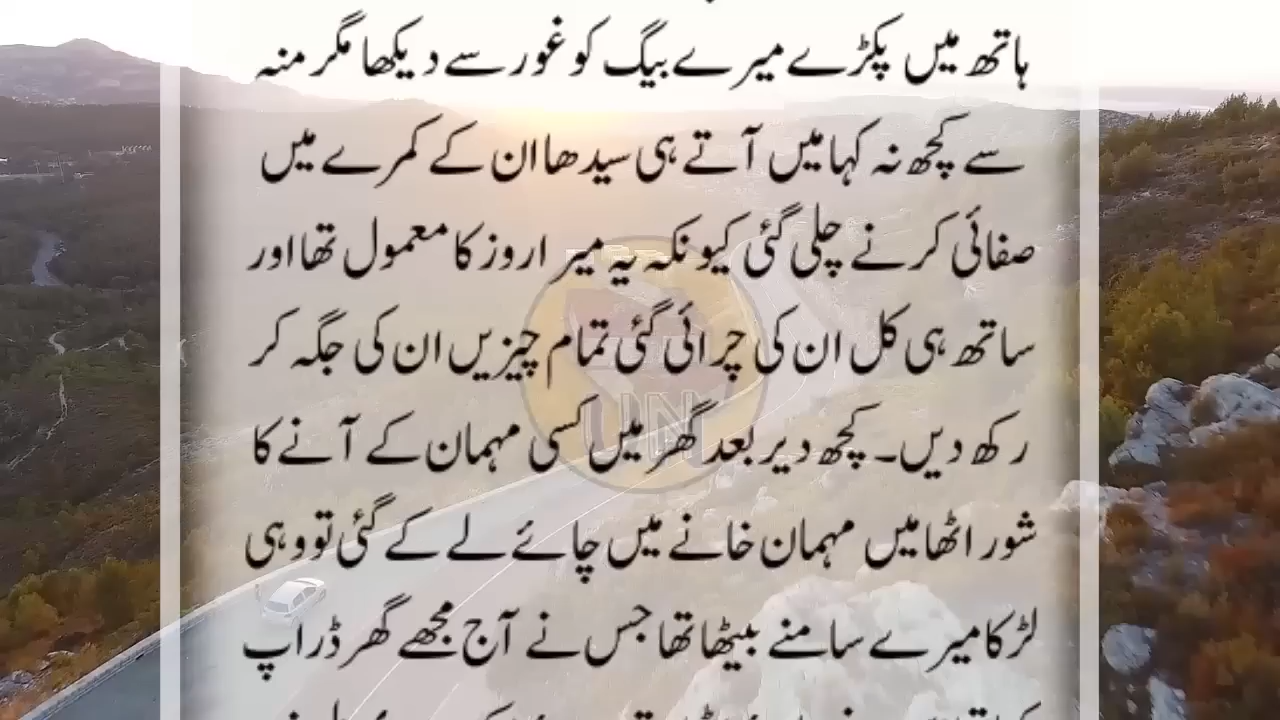 ہاتھ میں پکڑے میرے بیگ کو غور سے دیکھا مگر منہ
سے کچھ نہ کہا میں آتے ہی سیدھا ان کے کمرے میں
صفائی کرنے چلی گئی کیونکہ یہ میرا روز کا معمول تھا اور
ساتھ ہی کل ان کی چرائی گئی تمام چیزیں ان کی جگہ کر
رکھ دیں۔ کچھ دیر بعد گھر میں کسی مہمان کے آنے کا
شور اٹھا میں مہمان خانے میں چائے لے کے گئی تو وہی
لڑکا میرے سامنے بیٹھا تھا جس نے آج مجھے گھر ڈراپ
UN